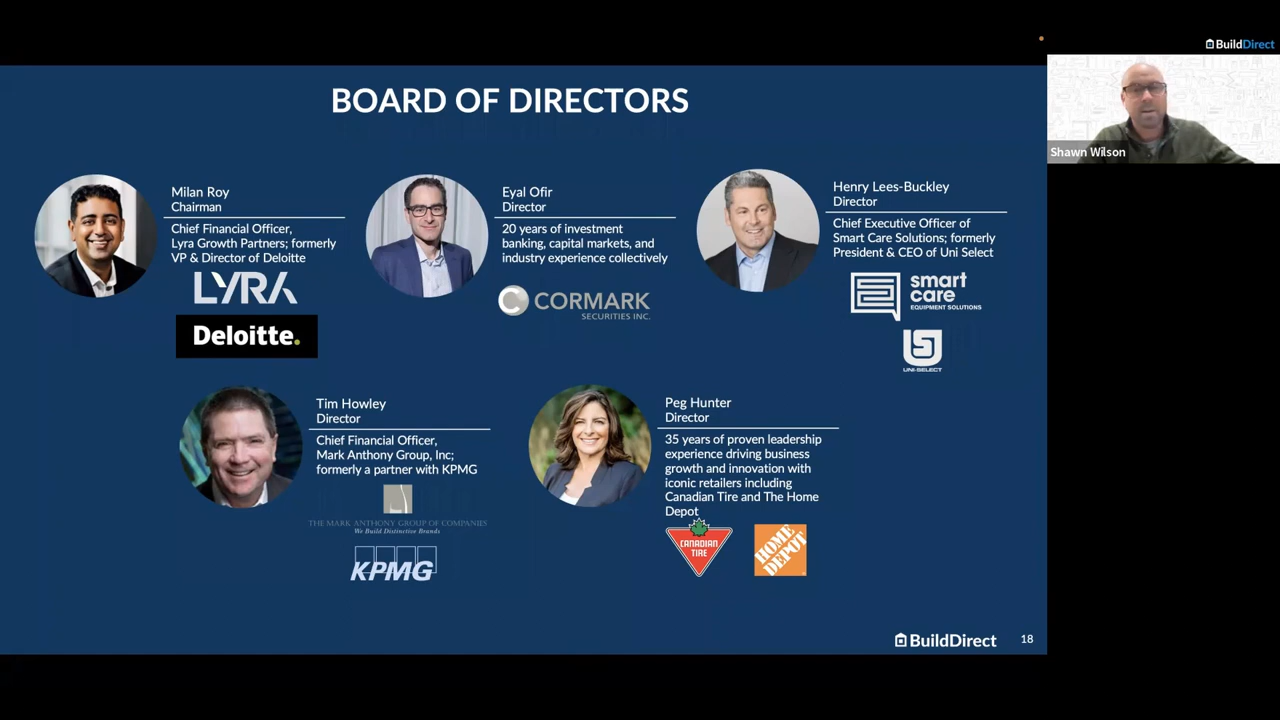 BuildDirect
Shawn Wilson
BOARD OF DIRECTORS
Milan Roy
Chairman
Chief Financial Officer,
Lyra Growth Partners; formerly
VP & Director of Deloitte
LYRA
Deloitte.
Eyal Ofir
Director
20 years of investment
banking, capital markets, and
industry experience collectively
C CORMARK
SECURITIES INC.
Henry Lees-Buckley
Director
Chief Executive Officer of
Smart Care Solutions; formerly
President & CEO of Uni Select
smart
care
EQUIPMENT SOLUTIONS
UNI-SELECT
Tim Howley
Director
Chief Financial Officer,
Mark Anthony Group, Inc;
formerly a partner with KPMG
THE MARK ANTHONY GROUP OF COMPANIES
We Build Distinctive Brands
KPMG
Peg Hunter
Director
35 years of proven leadership
experience driving business
growth and innovation with
iconic retailers including
Canadian Tire and The Home
Depot
CANADIAN
TIRE
HOME
DEPOT
BuildDirect
18